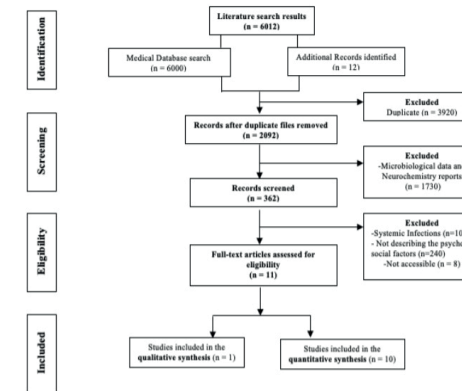 Identification
Literature search results
(n = 6012)
Medical Database search
(n = 6000)
Additional Records identified
(n = 12)
Excluded
Duplicate (n = 3920)
Screening
Records after duplicate files removed
(n = 2092)
Excluded
-Microbiological data an
Neurochemistry reports
(n = 1730)
Records screened
(n = 362)
Eligibility
Excluded
-Systemic Infections (n=10
- Not describing the psycho
social factors (n=240)
-Not accessible (n = 8)
Full-text articles assessed for
eligibility
(n = 11)
Included
Studies included in the
qualitative synthesis (n = 1)
Studies included in the
quantitative synthesis (n = 10)